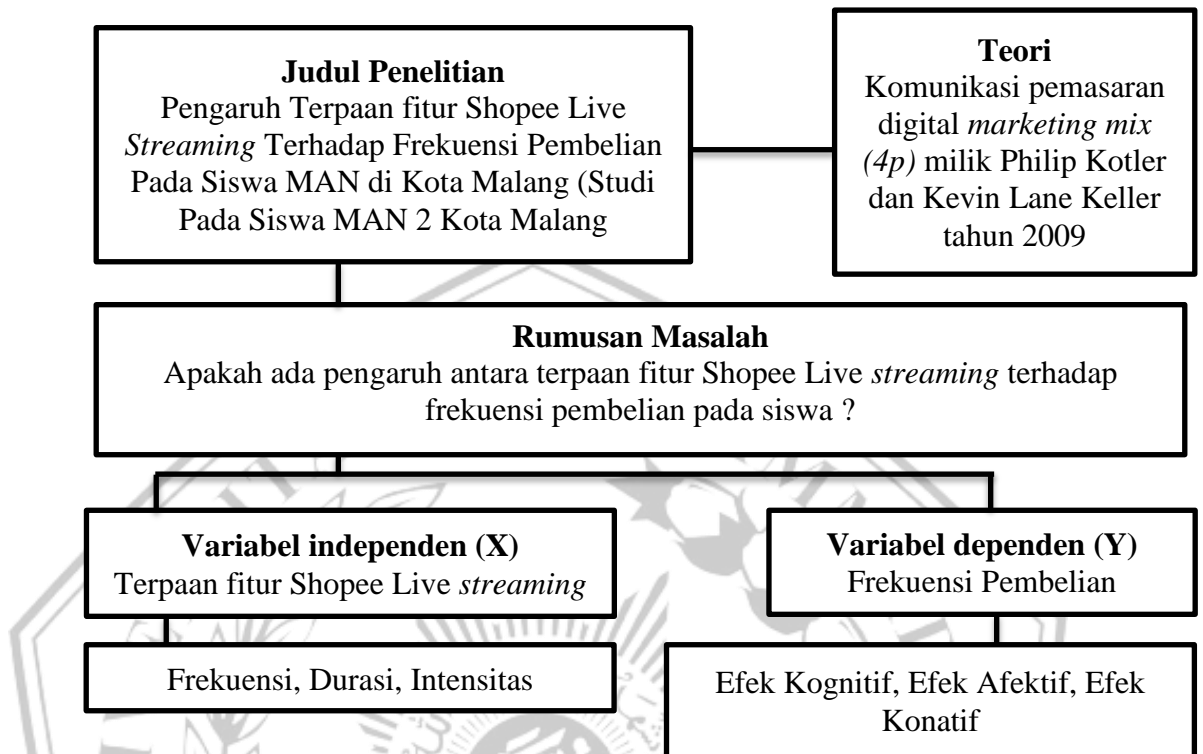 Judul Penelitian
Pengaruh Terpaan fitur Shopee Live
Streaming Terhadap Frekuensi Pembelian
Pada Siswa MAN di Kota Malang (Studi
Pada Siswa MAN 2 Kota Malang
Teori
Komunikasi pemasaran
digital marketing mix
(4p) milik Philip Kotler
dan Kevin Lane Keller
tahun 2009
Rumusan Masalah
Apakah ada pengaruh antara terpaan fitur Shopee Live streaming terhadap
frekuensi pembelian pada siswa ?
Variabel independen (X)
Terpaan fitur Shopee Live streaming
Variabel dependen (Y)
Frekuensi Pembelian
Frekuensi, Durasi, Intensitas
Efek Kognitif, Efek Afektif, Efek
Konatif